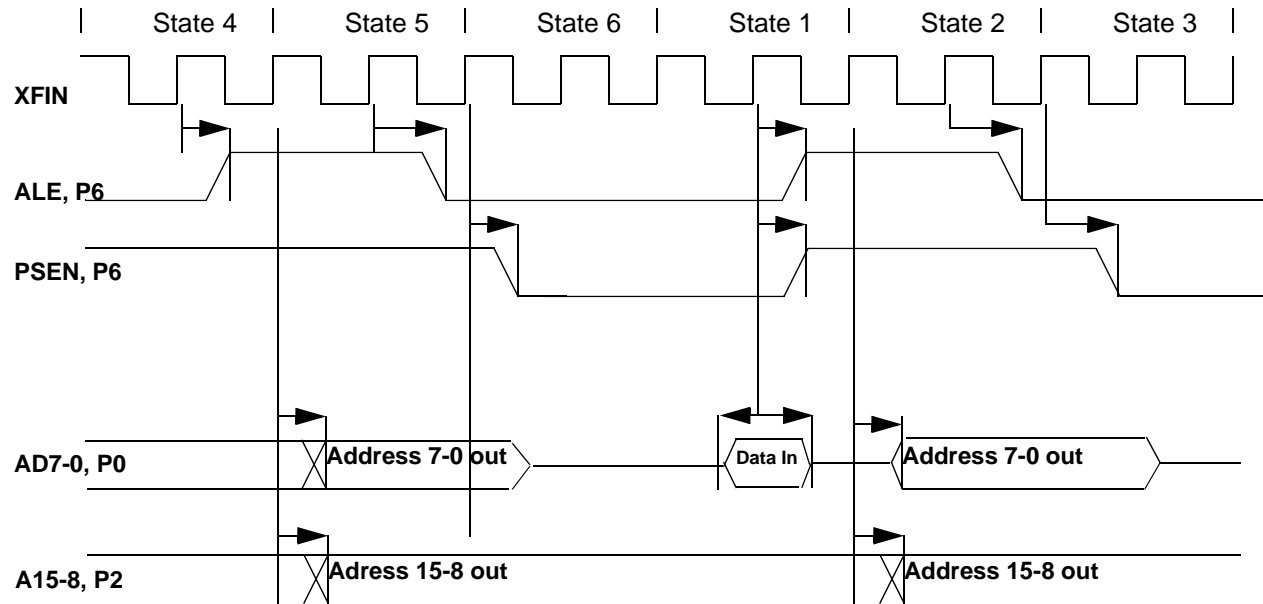 State 4 State 5 State 6 State 1 State 2 State 3
XFIN
ALE, P6
PSEN, P6
AD7-0, P0 Address 7-0 out Data In Address 7-0 out
A15-8, P2 Adress 15-8 out Address 15-8 out